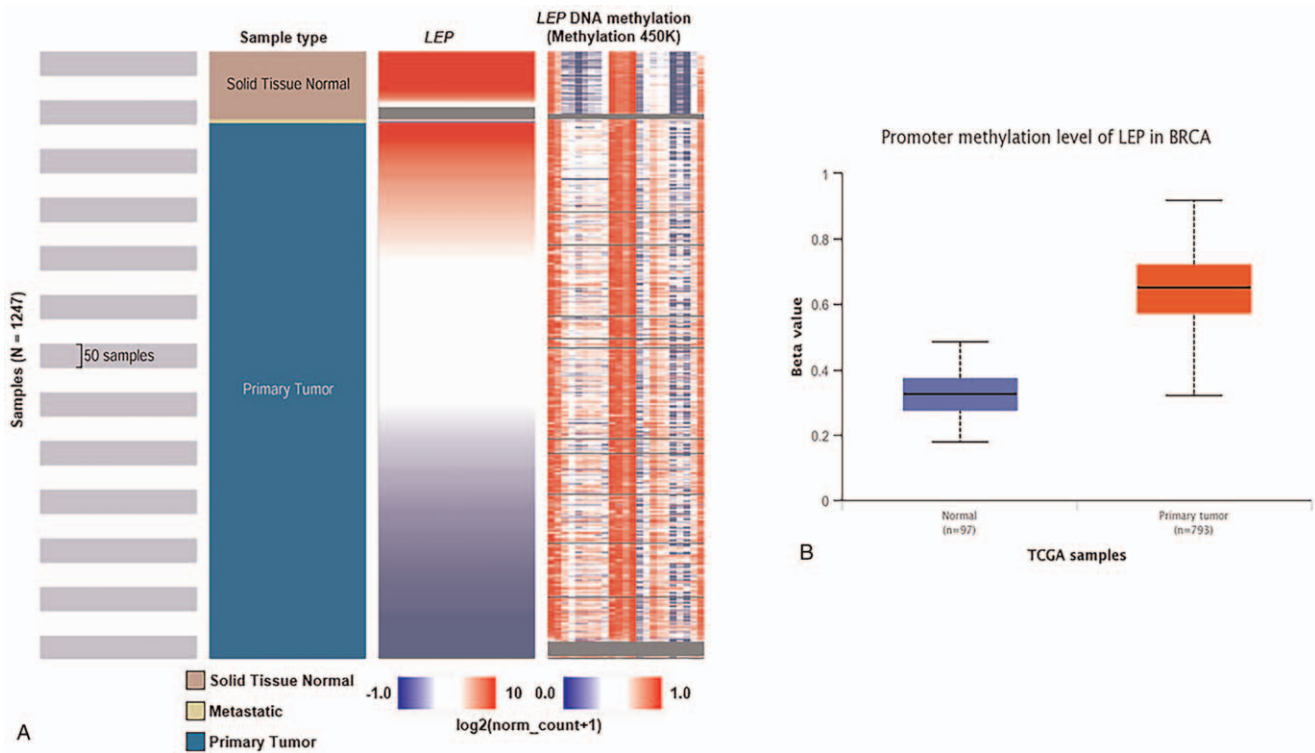 Sample type
LEP
LEP DNA methylation
(Methylation 450K)
Samples (N = 1247)
50 samples
Solid Tissue Normal
Primary Tumor
Solid Tissue Normal
Metastatic
Primary Tumor
-1.0
10
0.0
1.0
log2(norm_count+1)
A
Promoter methylation level of LEP in BRCA
Beta value
1
0.8
0.6
0.4
0.2
0
Normal
(n=97)
Primary tumor
(n=793)
TCGA samples
B